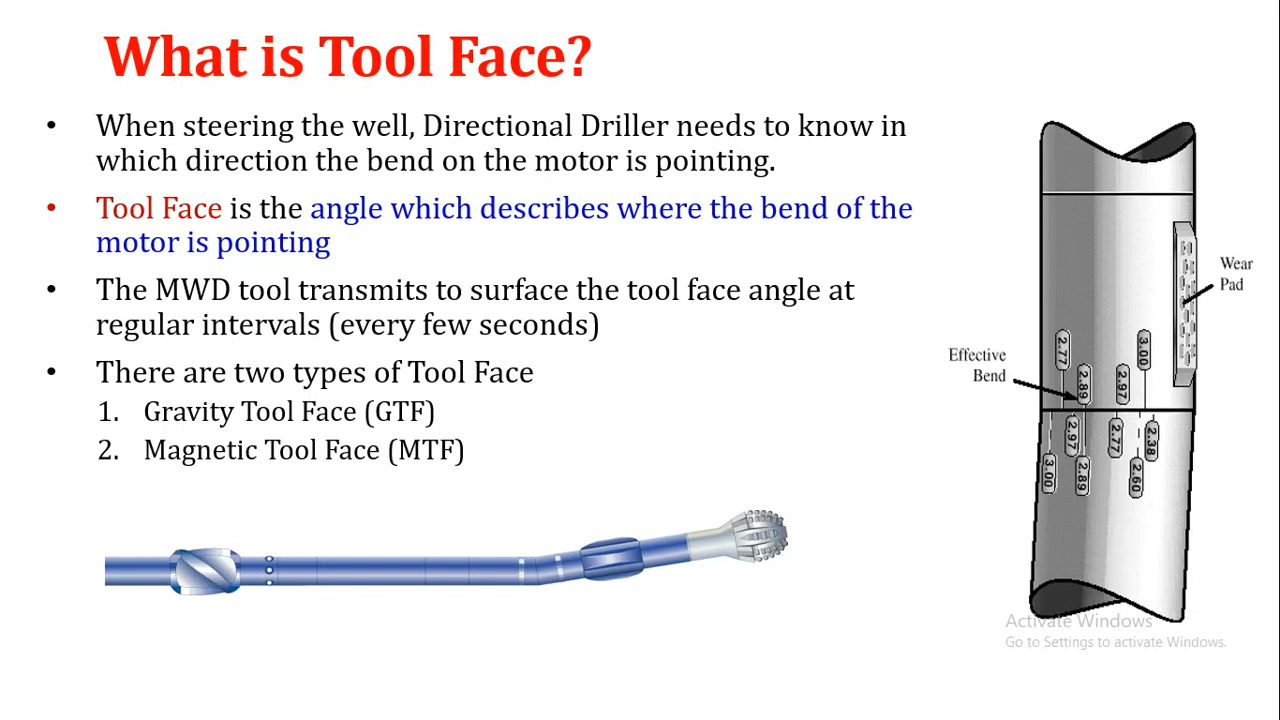 What is Tool Face?
• When steering the well, Directional Driller needs to know in
which direction the bend on the motor is pointing.
• Tool Face is the angle which describes where the bend of the
motor is pointing
• The MWD tool transmits to surface the tool face angle at
regular intervals (every few seconds)
• There are two types of Tool Face
1. Gravity Tool Face (GTF)
2. Magnetic Tool Face (MTF)
Wear
Pad
Effective
Bend
2.77
2.89
2.97
3.00
3.00
2.97
2.89
2.77
2.60
2.38
Activate Windows
Go to Settings to activate Windows.